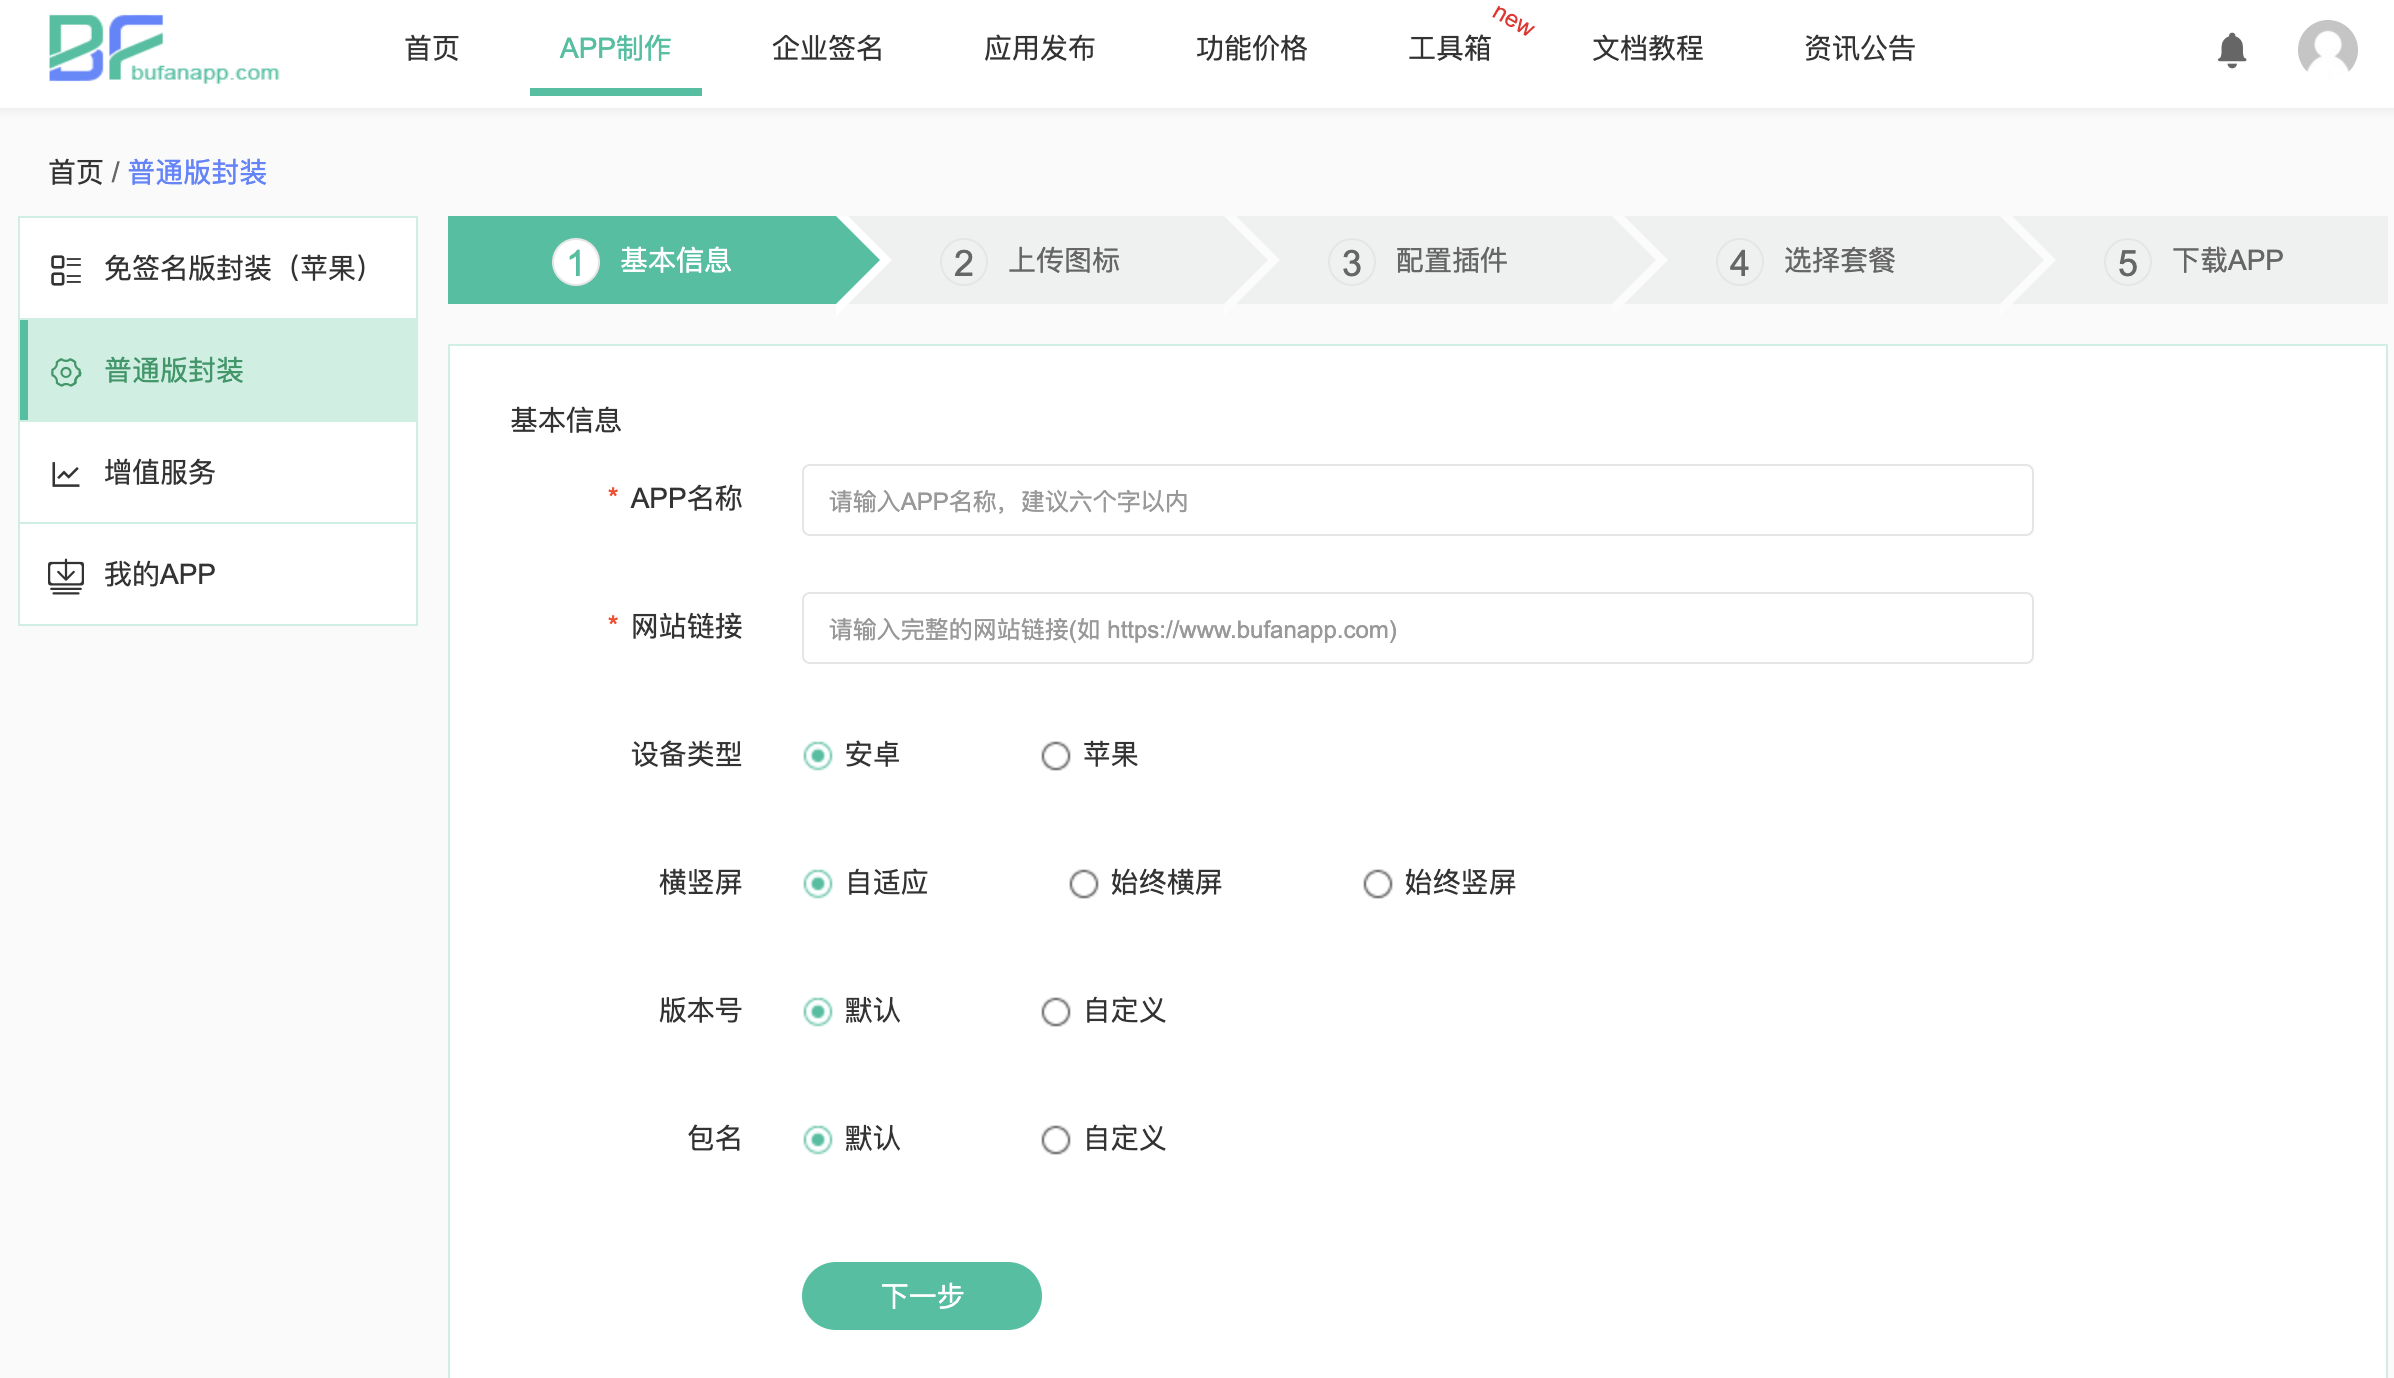 BF bufanapp.com
首页 APP制作 企业签名 应用发布 功能价格 工具箱 new 文档教程 资讯公告
首页 / 普通版封装
免签名版封装（苹果）
普通版封装
增值服务
我的APP
1 基本信息 2 上传图标 3 配置插件 4 选择套餐 5 下载APP
基本信息
* APP名称 请输入APP名称，建议六个字以内
* 网站链接 请输入完整的网站链接(如 https://www.bufanapp.com)
设备类型 安卓 苹果
横竖屏 自适应 始终横屏 始终竖屏
版本号 默认 自定义
包名 默认 自定义
下一步